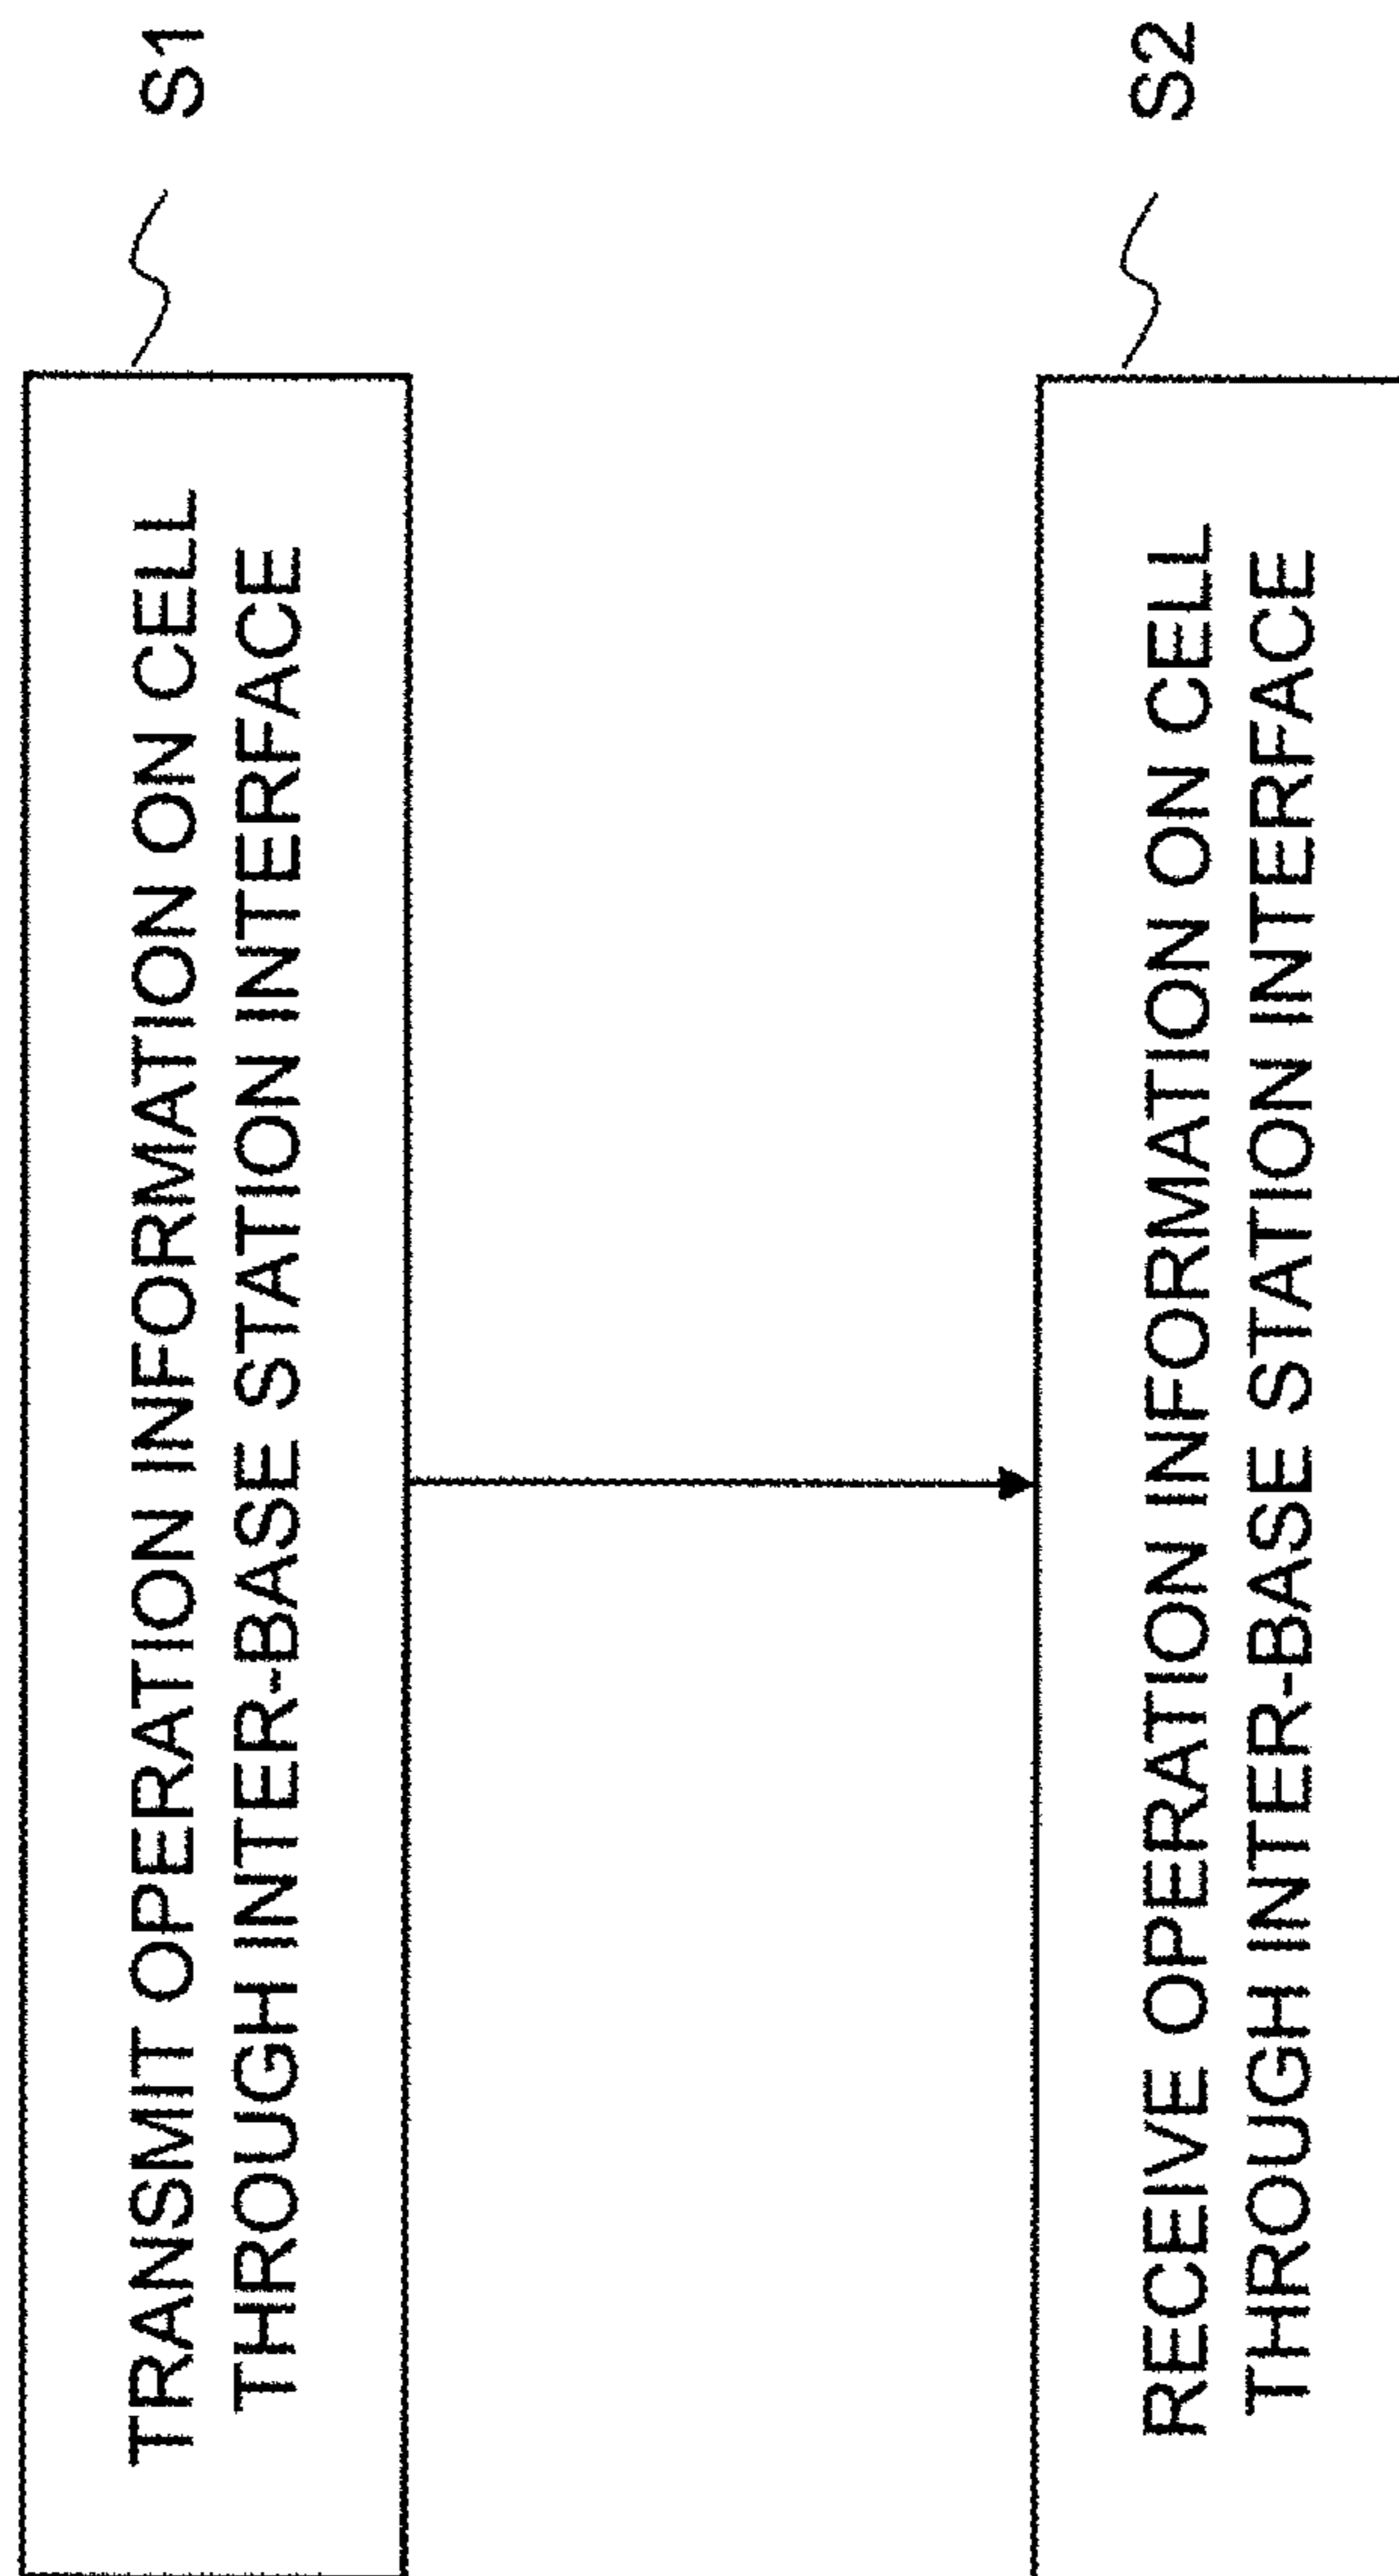 TRANSMIT OPERATION INFORMATION ON CELL
THROUGH INTER-BASE STATION INTERFACE
S1
RECEIVE OPERATION INFORMATION ON CELL
THROUGH INTER-BASE STATION INTERFACE
S2